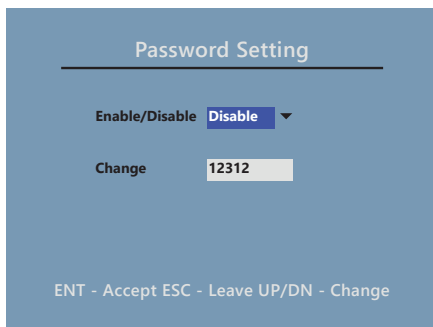 Password Setting
Enable/Disable Disable
Change 12312
ENT - Accept ESC - Leave UP/DN - Change